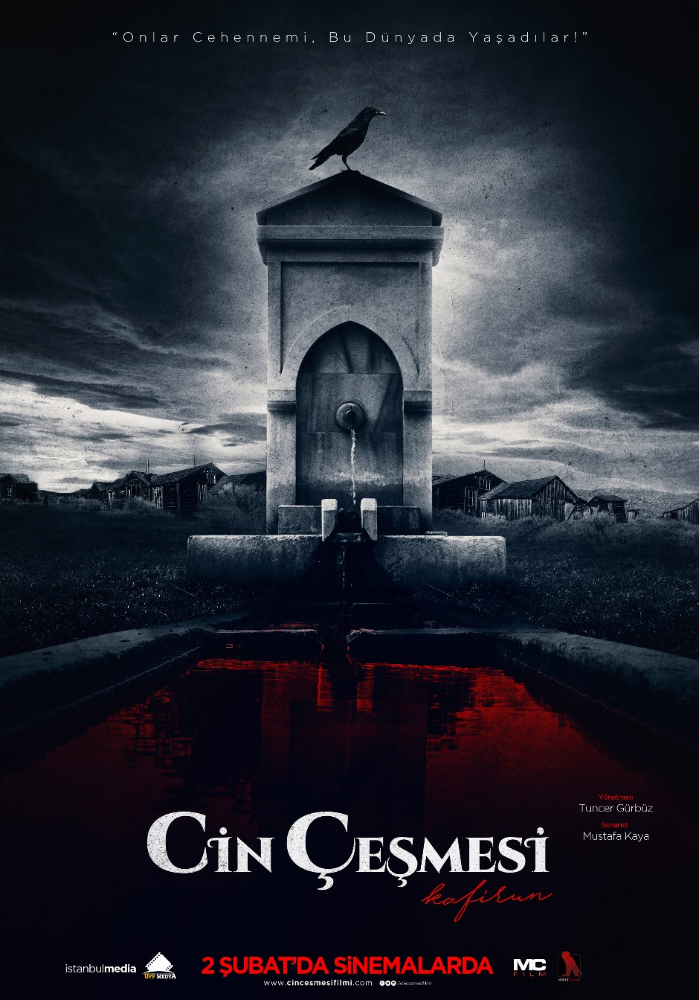 “Onlar Cehennemi, Bu Dünyada Yaşadılar!”
Yönetmen
Tuncer Gürbüz
Senarist
Mustafa Kaya
CİN ÇEŞMESİ
kafirun
istanbulmedia
UFP MEDYA
2 ŞUBAT'DA SİNEMALARDA
www.cincesmesifilmi.com /cincesmesifilmi
MC
FILM